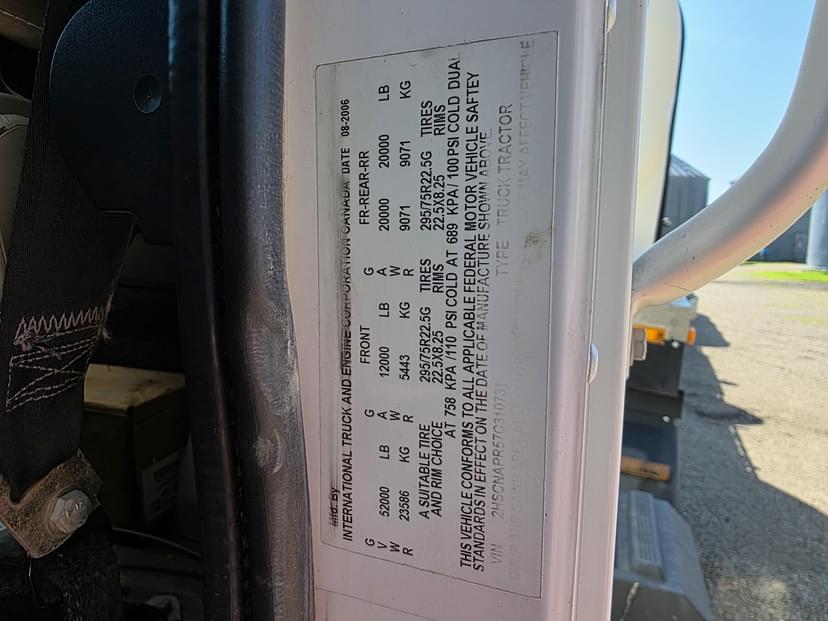 Mfd. By
INTERNATIONAL TRUCK AND ENGINE CORPORATION CANADA DATE 08-2006
FRONT FR-REAR-RR
G V W R 52000 LB 23586 KG
G A W R 12000 LB 5443 KG
G A W R 20000 20000 LB 9071 9071 KG
A SUITABLE TIRE 295/75R22.5G TIRES 295/75R22.5G TIRES
AND RIM CHOICE 22.5X8.25 RIMS 22.5X8.25 RIMS
AT 758 KPA /110 PSI COLD AT 689 KPA/ 100PSI COLD DUAL
THIS VEHICLE CONFORMS TO ALL APPLICABLE FEDERAL MOTOR VEHICLE SAFTEY
STANDARDS IN EFFECT ON THE DATE OF MANUFACTURE SHOWN ABOVE.
VIN 2HSCNAPR57C310731 TYPE TRUCK TRACTOR
MAY AFFECT VEHICLE